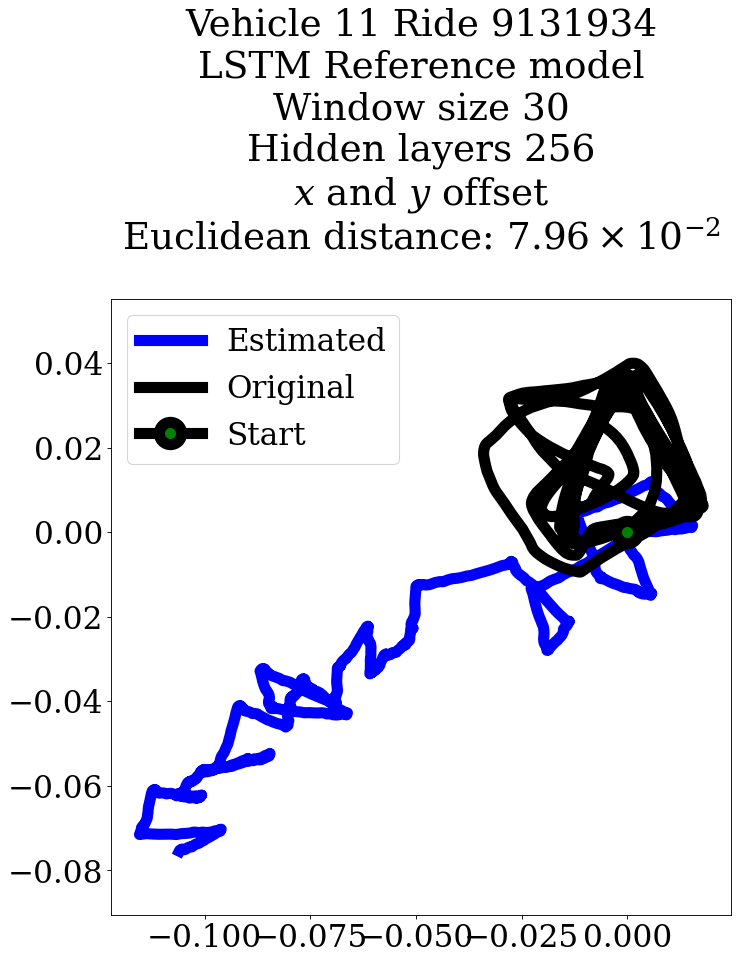 Vehicle 11 Ride 9131934
LSTM Reference model
Window size 30
Hidden layers 256
x and y offset
Euclidean distance: 7.96 × 10⁻²
Estimated
Original
Start
0.04
0.02
0.00
−0.02
−0.04
−0.06
−0.08
−0.100 −0.075 −0.050 −0.025 0.000